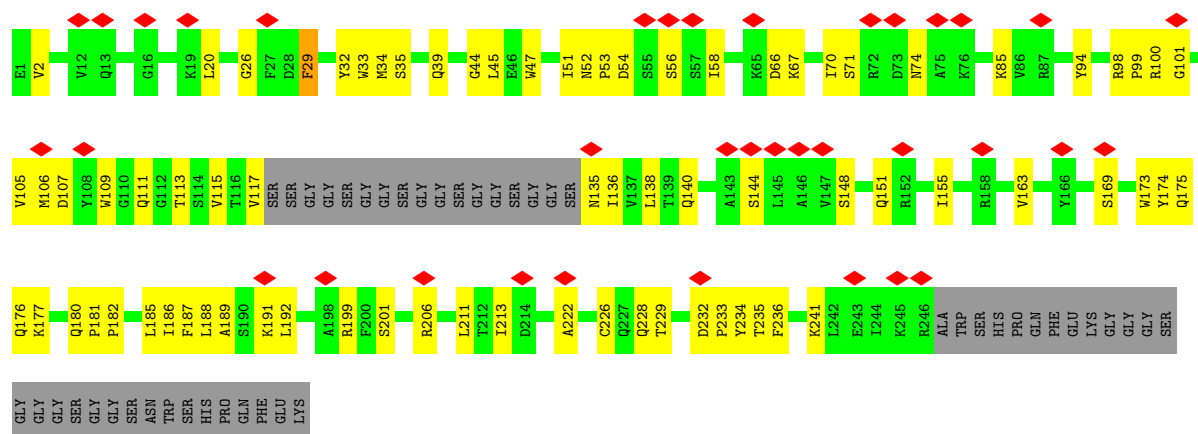 E1 V2 V12 Q13 G16 K19 L20 G26 F27 D28 F29 Y32 W33 M34 S35 Q39 G44 L45 E46 W47 I51 N52 P53 D54 S55 S56 S57 I58 K65 D66 K67 I70 S71 R72 D73 N74 A75 K76 K85 V86 R87 Y94 R98 P99 R100 G101
V105 M106 D107 Y108 W109 G110 Q111 G112 T113 S114 V115 T116 V117 SER SER GLY GLY GLY SER GLY GLY GLY SER GLY GLY GLY SER GLY GLY SER N135 I136 V137 L138 T139 Q140 A143 S144 L145 A146 V147 S148 Q151 R152 I155 R158 V163 Y166 S169 W173 Y174 Q175
Q176 K177 Q180 P181 P182 L185 I186 F187 L188 A189 S190 K191 L192 A198 R199 F200 S201 R206 L211 T212 I213 D214 A222 C226 Q227 Q228 T229 D232 P233 Y234 T235 F236 K241 L242 E243 I244 K245 R246 ALA TRP SER HIS PRO GLN PHE GLU LYS GLY GLY GLY SER
GLY GLY GLY SER GLY GLY SER ASN TRP SER HIS PRO GLN PHE GLU LYS